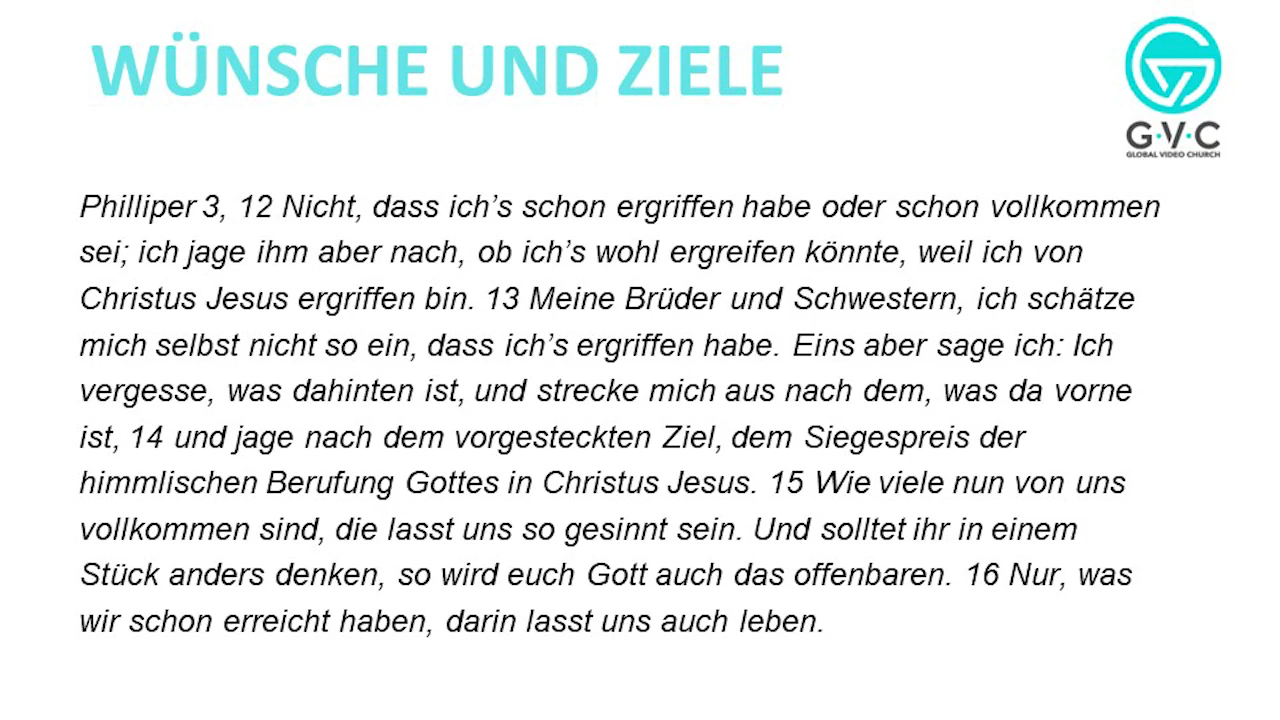 WÜNSCHE UND ZIELE
G·V·C
GLOBAL VIDEO CHURCH
Philliper 3, 12 Nicht, dass ich’s schon ergriffen habe oder schon vollkommen
sei; ich jage ihm aber nach, ob ich’s wohl ergreifen könnte, weil ich von
Christus Jesus ergriffen bin. 13 Meine Brüder und Schwestern, ich schätze
mich selbst nicht so ein, dass ich’s ergriffen habe. Eins aber sage ich: Ich
vergesse, was dahinten ist, und strecke mich aus nach dem, was da vorne
ist, 14 und jage nach dem vorgesteckten Ziel, dem Siegespreis der
himmlischen Berufung Gottes in Christus Jesus. 15 Wie viele nun von uns
vollkommen sind, die lasst uns so gesinnt sein. Und solltet ihr in einem
Stück anders denken, so wird euch Gott auch das offenbaren. 16 Nur, was
wir schon erreicht haben, darin lasst uns auch leben.